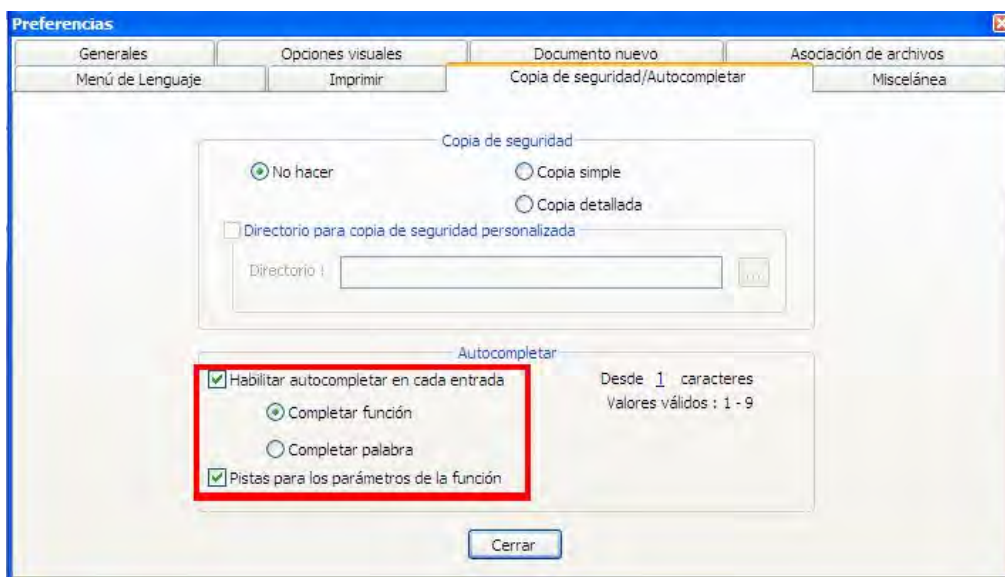 Preferencias
Generales Opciones visuales Documento nuevo Asociación de archivos
Menú de Lenguaje Imprimir Copia de seguridad/Autocompletar Miscelánea
Copia de seguridad
No hacer Copia simple
Copia detallada
Directorio para copia de seguridad personalizada
Directorio : ...
Autocompletar
Habilitar autocompletar en cada entrada Desde 1 caracteres
Completar función Valores válidos : 1 - 9
Completar palabra
Pistas para los parámetros de la función
Cerrar